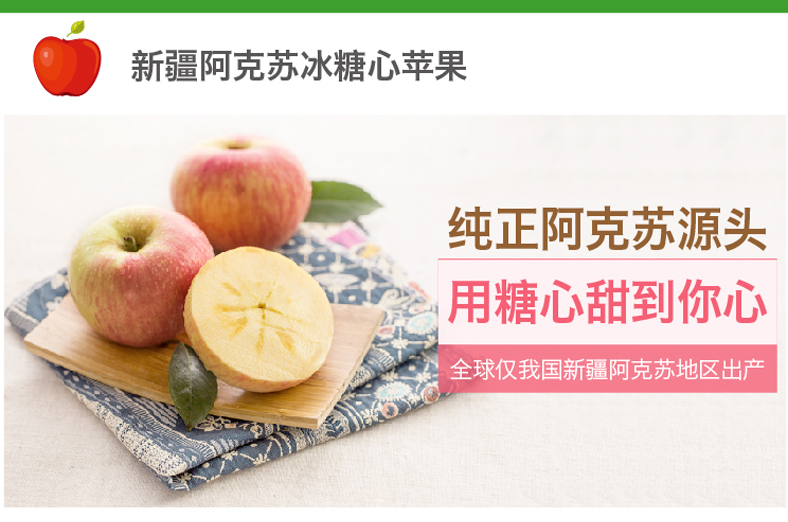 新疆阿克苏冰糖心苹果
纯正阿克苏源头
用糖心甜到你心
全球仅我国新疆阿克苏地区出产